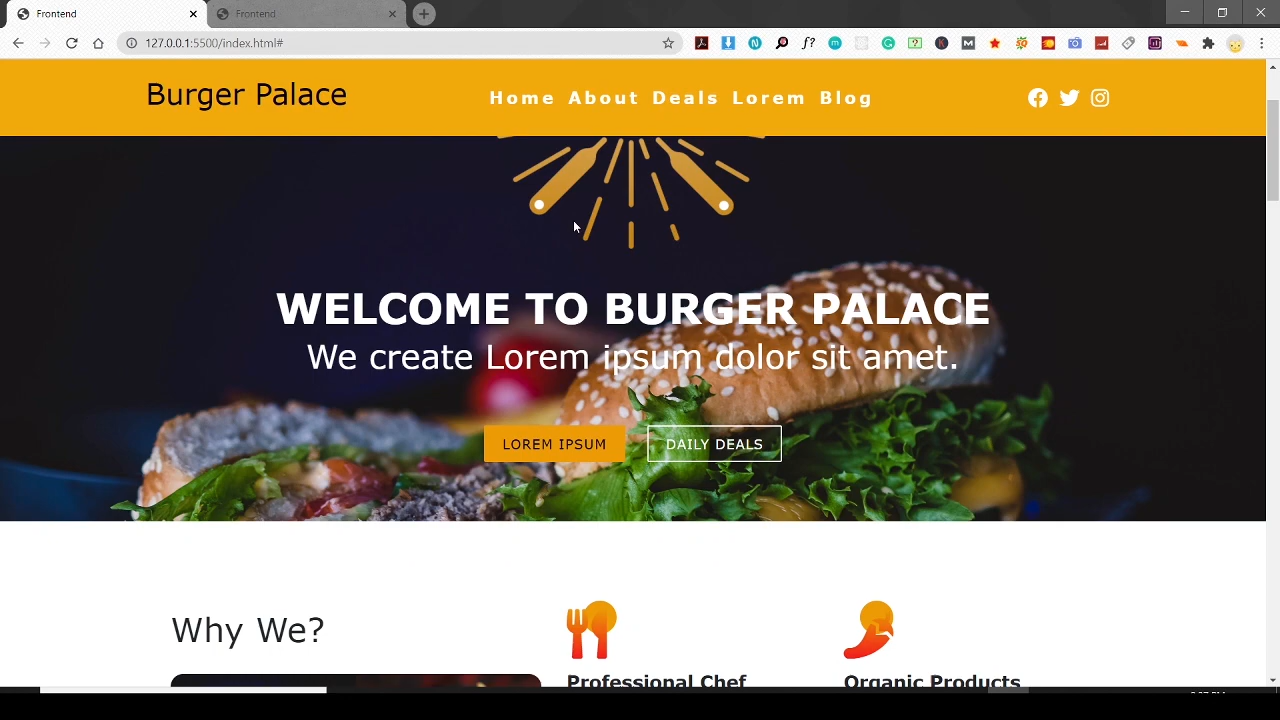 Frontend
Frontend
127.0.0.1:5500/index.html#
Burger Palace
Home About Deals Lorem Blog
WELCOME TO BURGER PALACE
We create Lorem ipsum dolor sit amet.
LOREM IPSUM
DAILY DEALS
Why We?
Professional Chef
Organic Products